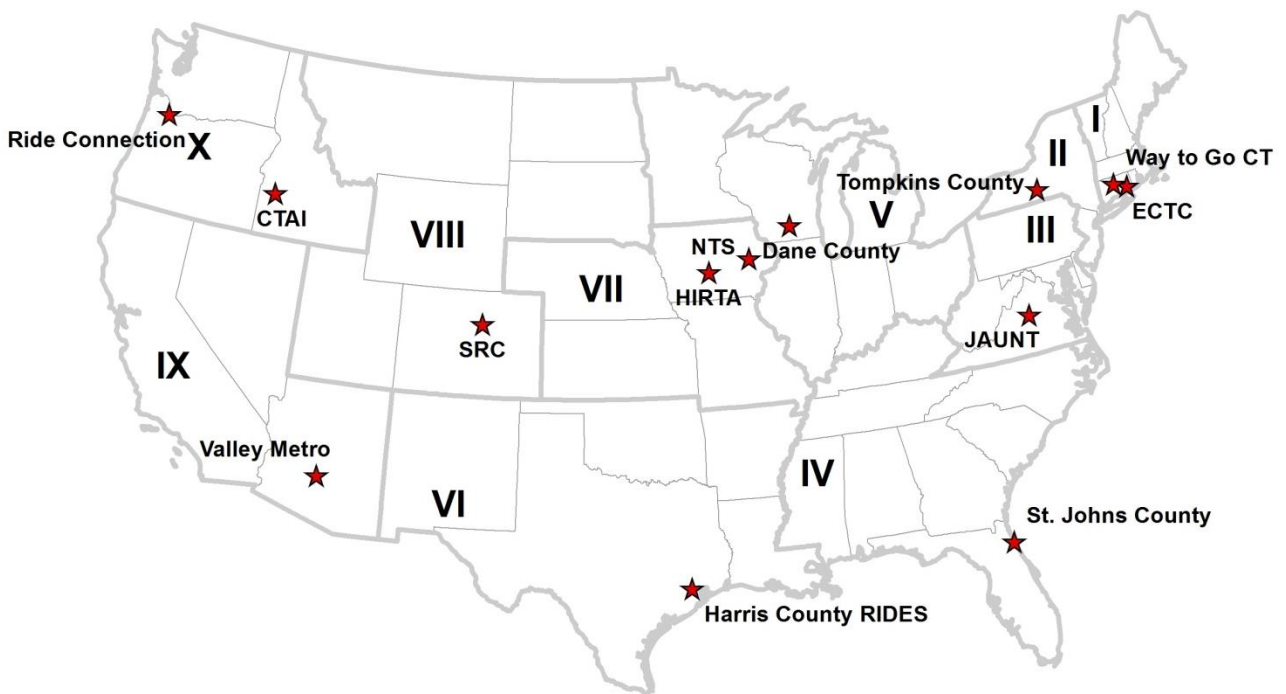 I
II
Ride Connection
X
Way to Go CT
Tompkins County
CTAI
V
ECTC
VIII
III
NTS
Dane County
VII
HIRTA
JAUNT
SRC
IX
Valley Metro
IV
VI
St. Johns County
Harris County RIDES